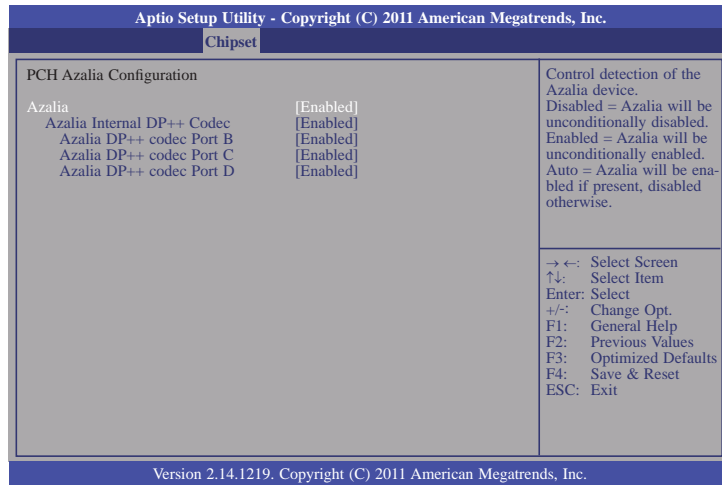 Aptio Setup Utility - Copyright (C) 2011 American Megatrends, Inc.
Chipset
PCH Azalia Configuration
Azalia [Enabled]
Azalia Internal DP++ Codec [Enabled]
Azalia DP++ codec Port B [Enabled]
Azalia DP++ codec Port C [Enabled]
Azalia DP++ codec Port D [Enabled]
Control detection of the
Azalia device.
Disabled = Azalia will be
unconditionally disabled.
Enabled = Azalia will be
unconditionally enabled.
Auto = Azalia will be ena-
bled if present, disabled
otherwise.
→ ←: Select Screen
↑↓: Select Item
Enter: Select
+/-: Change Opt.
F1: General Help
F2: Previous Values
F3: Optimized Defaults
F4: Save & Reset
ESC: Exit
Version 2.14.1219. Copyright (C) 2011 American Megatrends, Inc.